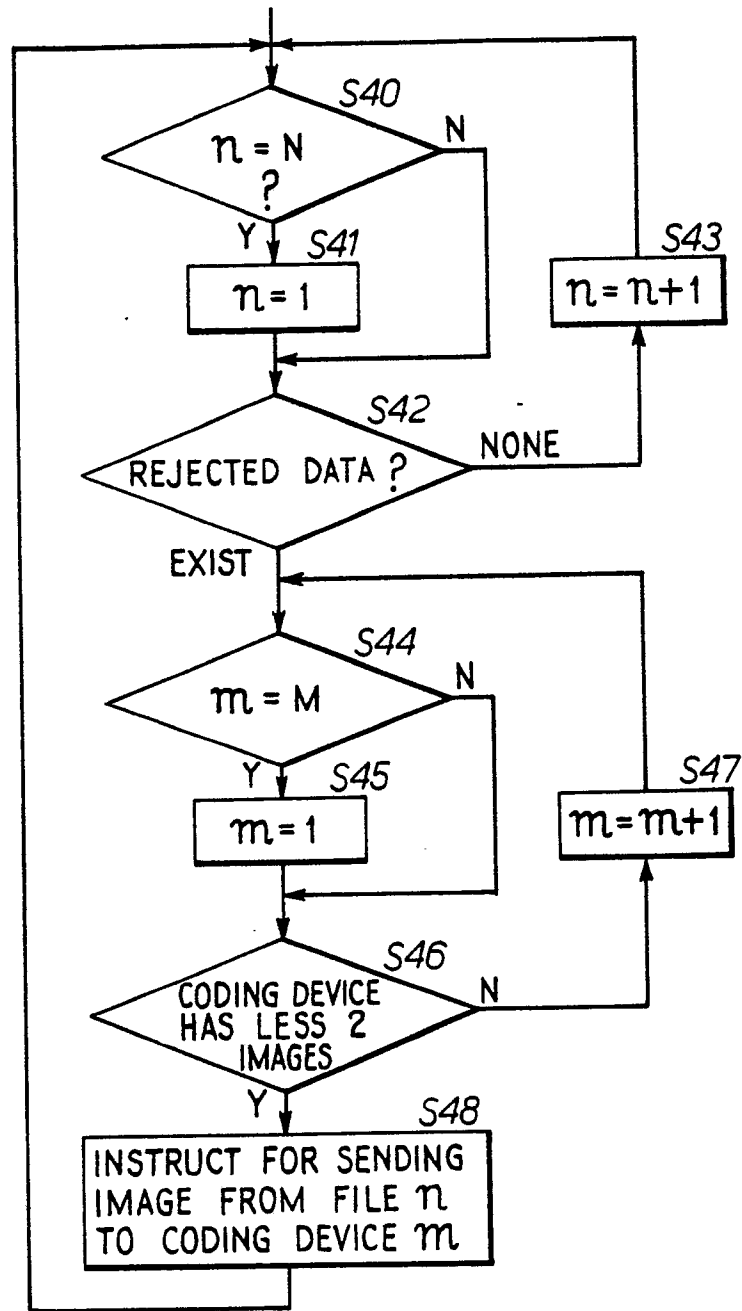 S40
n = N
?
N
Y
S41
n = 1
S43
n = n+1
S42
REJECTED DATA ?
NONE
EXIST
S44
m = M
N
Y
S45
m = 1
S47
m = m+1
S46
CODING DEVICE
HAS LESS 2
IMAGES
N
Y
S48
INSTRUCT FOR SENDING
IMAGE FROM FILE n
TO CODING DEVICE m